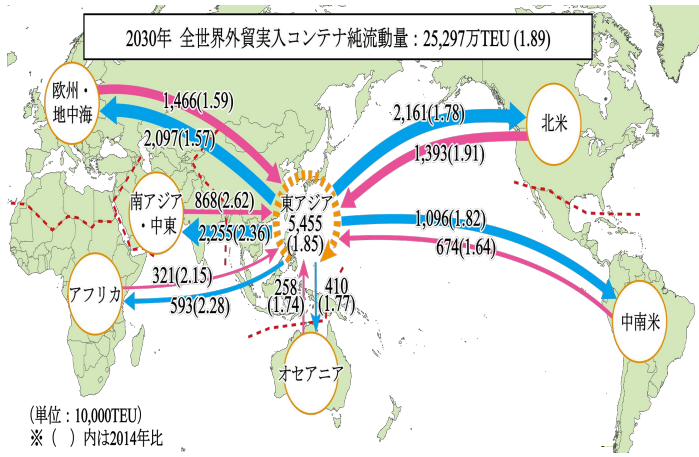 2030年 全世界外貿実入コンテナ純流動量：25,297万TEU (1.89)
欧州・
地中海
1,466(1.59)
2,097(1.57)
2,161(1.78)
1,393(1.91)
北米
南アジア
・中東
868(2.62)
2,255(2.36)
東アジア
5,455
(1.85)
1,096(1.82)
674(1.64)
アフリカ
321(2.15)
593(2.28)
258
(1.74)
410
(1.77)
中南米
オセアニア
(単位：10,000TEU)
※（　）内は2014年比